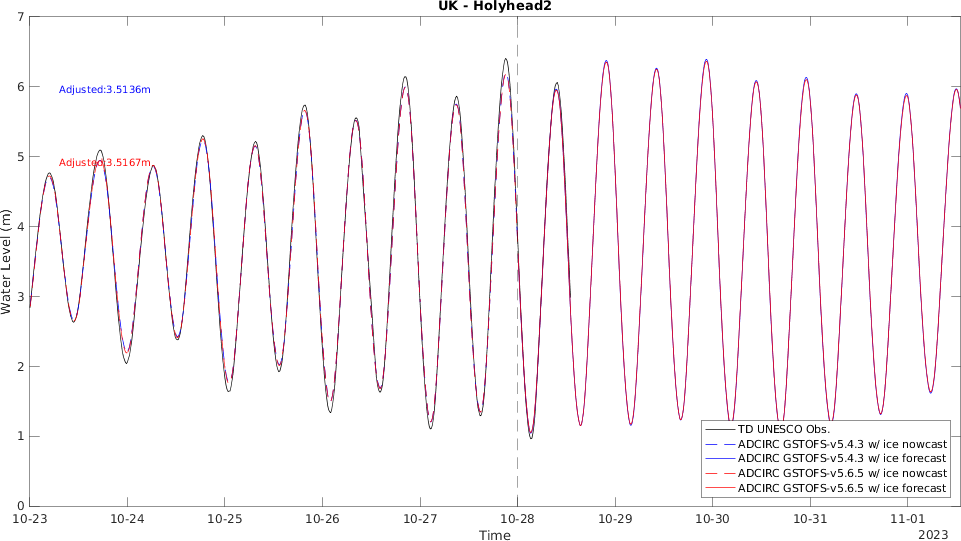 UK - Holyhead2
7
6
5
4
3
2
1
0
Water Level (m)
Adjusted:3.5136m
Adjusted:3.5167m
TD UNESCO Obs.
ADCIRC GSTOFS-v5.4.3 w/ ice nowcast
ADCIRC GSTOFS-v5.4.3 w/ ice forecast
ADCIRC GSTOFS-v5.6.5 w/ ice nowcast
ADCIRC GSTOFS-v5.6.5 w/ ice forecast
10-23 10-24 10-25 10-26 10-27 10-28 10-29 10-30 10-31 11-01
Time
2023